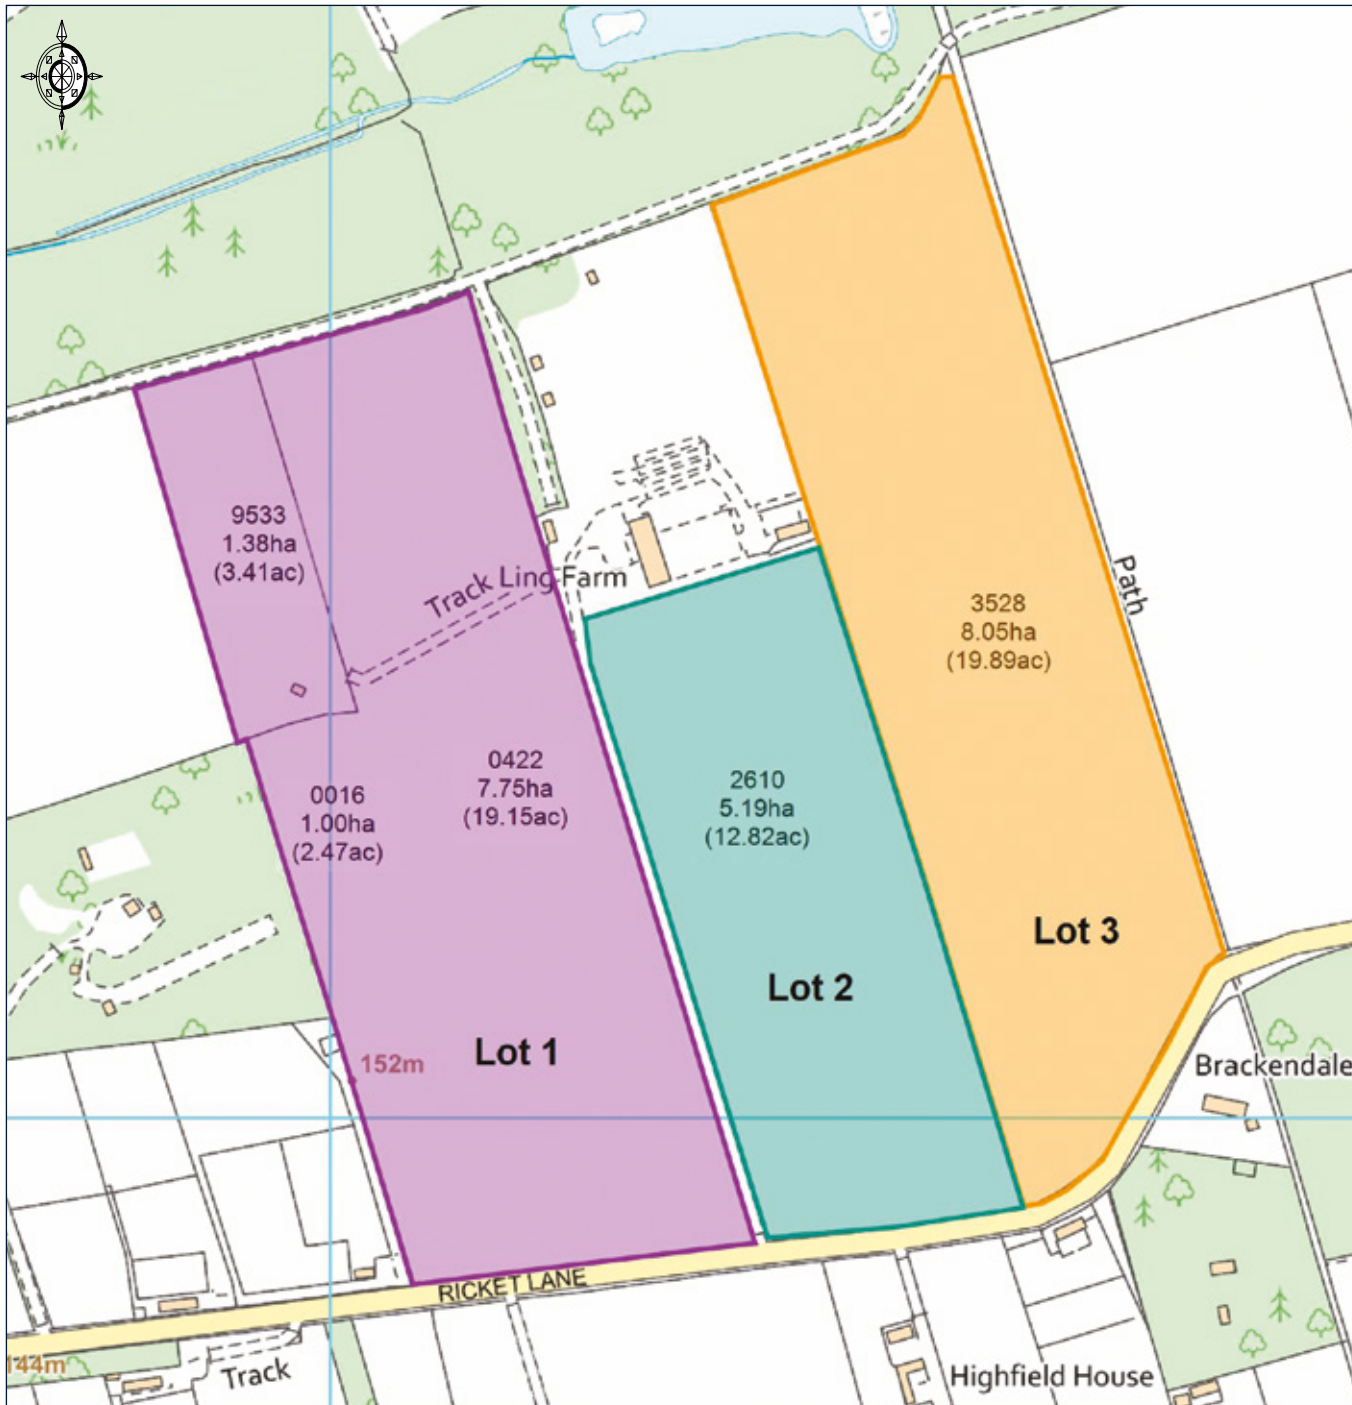 9533
1.38ha
(3.41ac)
Track
Ling Farm
Path
3528
8.05ha
(19.89ac)
0422
7.75ha
(19.15ac)
0016
1.00ha
(2.47ac)
2610
5.19ha
(12.82ac)
Lot 3
Lot 2
Lot 1
152m
Brackendale
RICKET LANE
144m
Track
Highfield House